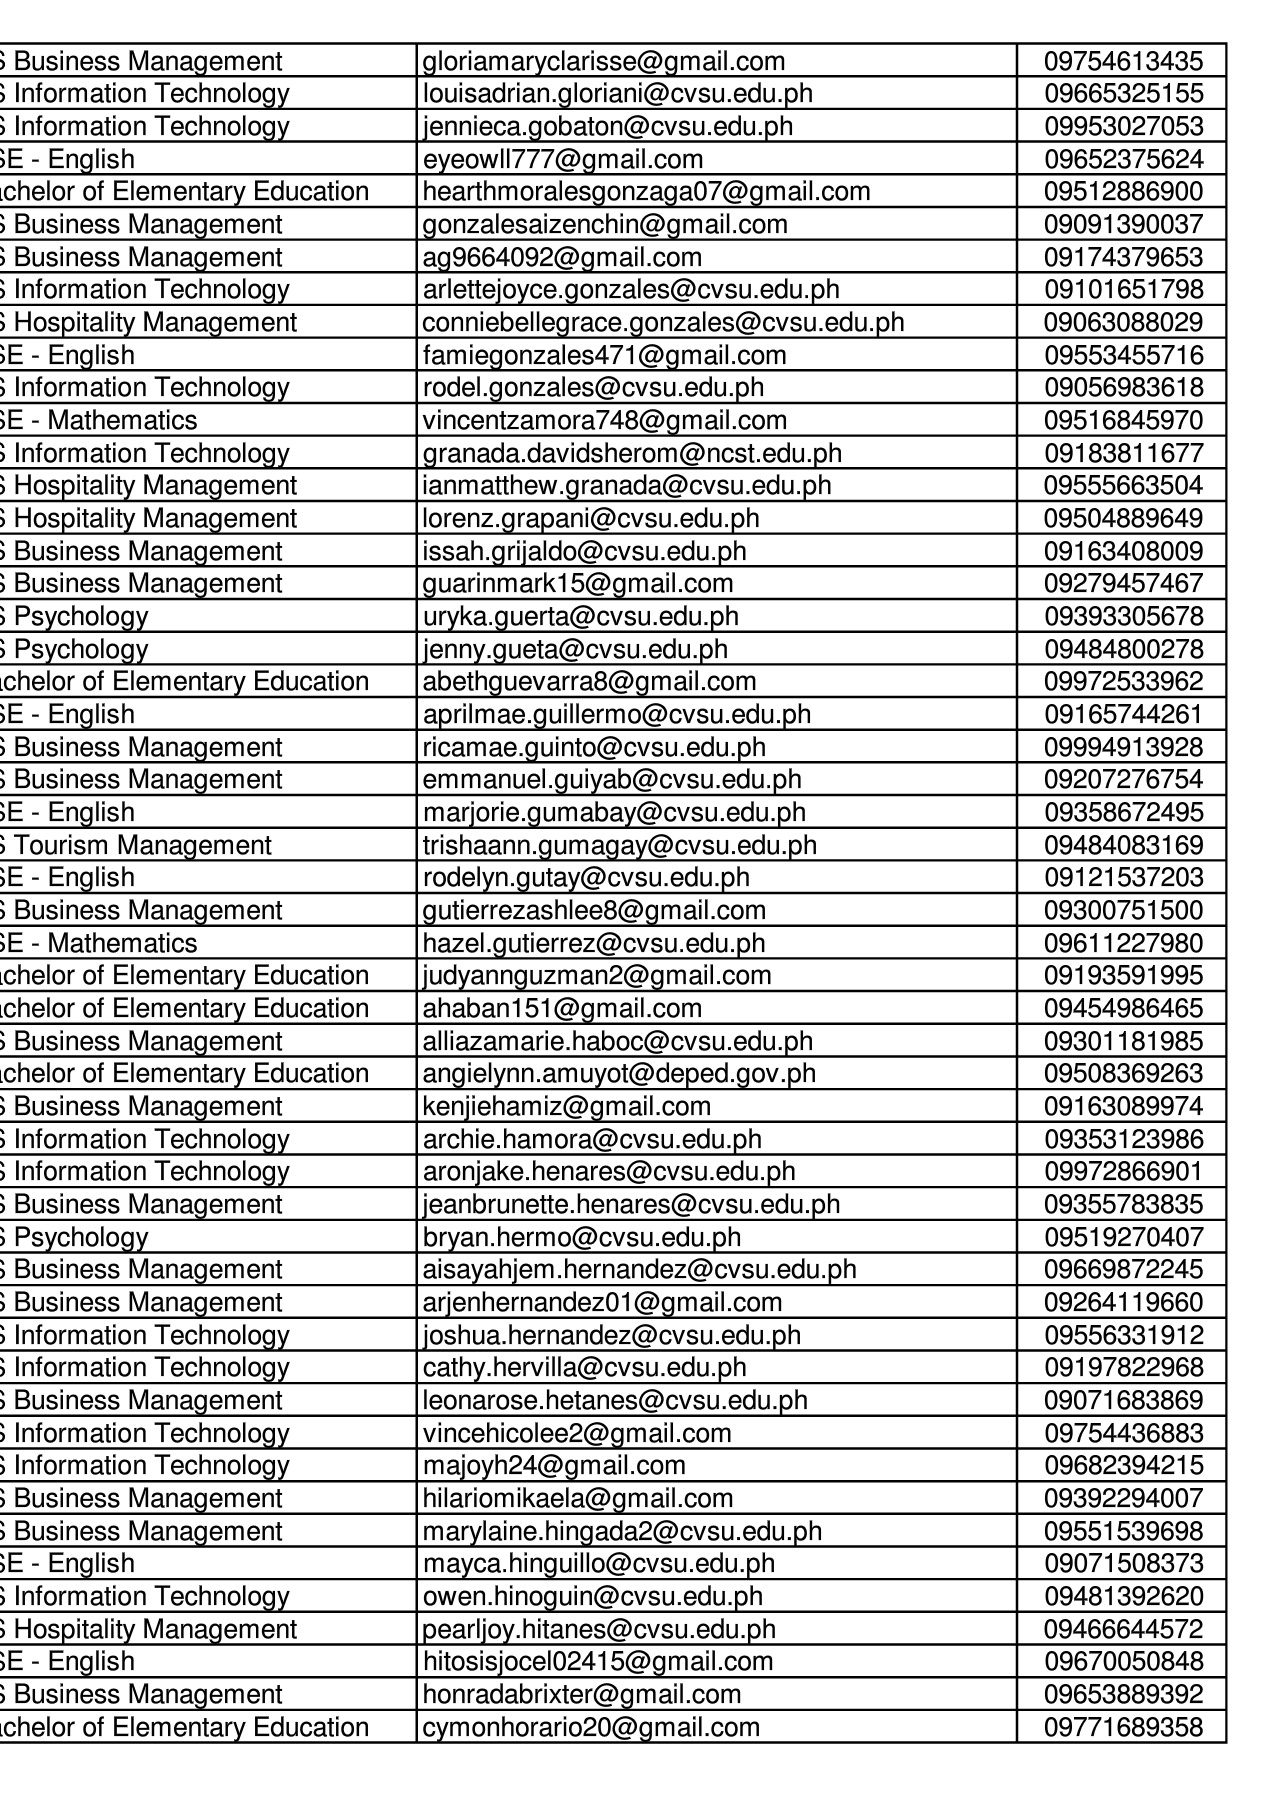 S Business Management gloriamaryclarisse@gmail.com 09754613435
S Information Technology louisadrian.gloriani@cvsu.edu.ph 09665325155
S Information Technology jennieca.gobaton@cvsu.edu.ph 09953027053
SE - English eyeowll777@gmail.com 09652375624
achelor of Elementary Education hearthmoralesgonzaga07@gmail.com 09512886900
S Business Management gonzalesaizenchin@gmail.com 09091390037
S Business Management ag9664092@gmail.com 09174379653
S Information Technology arlettejoyce.gonzales@cvsu.edu.ph 09101651798
S Hospitality Management conniebellegrace.gonzales@cvsu.edu.ph 09063088029
SE - English famiegonzales471@gmail.com 09553455716
S Information Technology rodel.gonzales@cvsu.edu.ph 09056983618
SE - Mathematics vincentzamora748@gmail.com 09516845970
S Information Technology granada.davidsherom@ncst.edu.ph 09183811677
S Hospitality Management ianmatthew.granada@cvsu.edu.ph 09555663504
S Hospitality Management lorenz.grapani@cvsu.edu.ph 09504889649
S Business Management issah.grijaldo@cvsu.edu.ph 09163408009
S Business Management guarinmark15@gmail.com 09279457467
S Psychology uryka.guerta@cvsu.edu.ph 09393305678
S Psychology jenny.gueta@cvsu.edu.ph 09484800278
achelor of Elementary Education abethguevarra8@gmail.com 09972533962
SE - English aprilmae.guillermo@cvsu.edu.ph 09165744261
S Business Management ricamae.guinto@cvsu.edu.ph 09994913928
S Business Management emmanuel.guiyab@cvsu.edu.ph 09207276754
SE - English marjorie.gumabay@cvsu.edu.ph 09358672495
S Tourism Management trishaann.gumagay@cvsu.edu.ph 09484083169
SE - English rodelyn.gutay@cvsu.edu.ph 09121537203
S Business Management gutierrezashlee8@gmail.com 09300751500
SE - Mathematics hazel.gutierrez@cvsu.edu.ph 09611227980
achelor of Elementary Education judyannguzman2@gmail.com 09193591995
achelor of Elementary Education ahaban151@gmail.com 09454986465
S Business Management alliazamarie.haboc@cvsu.edu.ph 09301181985
achelor of Elementary Education angielynn.amuyot@deped.gov.ph 09508369263
S Business Management kenjiehamiz@gmail.com 09163089974
S Information Technology archie.hamora@cvsu.edu.ph 09353123986
S Information Technology aronjake.henares@cvsu.edu.ph 09972866901
S Business Management jeanbrunette.henares@cvsu.edu.ph 09355783835
S Psychology bryan.hermo@cvsu.edu.ph 09519270407
S Business Management aisayahjem.hernandez@cvsu.edu.ph 09669872245
S Business Management arjenhernandez01@gmail.com 09264119660
S Information Technology joshua.hernandez@cvsu.edu.ph 09556331912
S Information Technology cathy.hervilla@cvsu.edu.ph 09197822968
S Business Management leonarose.hetanes@cvsu.edu.ph 09071683869
S Information Technology vincehicolee2@gmail.com 09754436883
S Information Technology majoyh24@gmail.com 09682394215
S Business Management hilariomikaela@gmail.com 09392294007
S Business Management marylaine.hingada2@cvsu.edu.ph 09551539698
SE - English mayca.hinguillo@cvsu.edu.ph 09071508373
S Information Technology owen.hinoguin@cvsu.edu.ph 09481392620
S Hospitality Management pearljoy.hitanes@cvsu.edu.ph 09466644572
SE - English hitosisjocel02415@gmail.com 09670050848
S Business Management honradabrixter@gmail.com 09653889392
achelor of Elementary Education cymonhorario20@gmail.com 09771689358